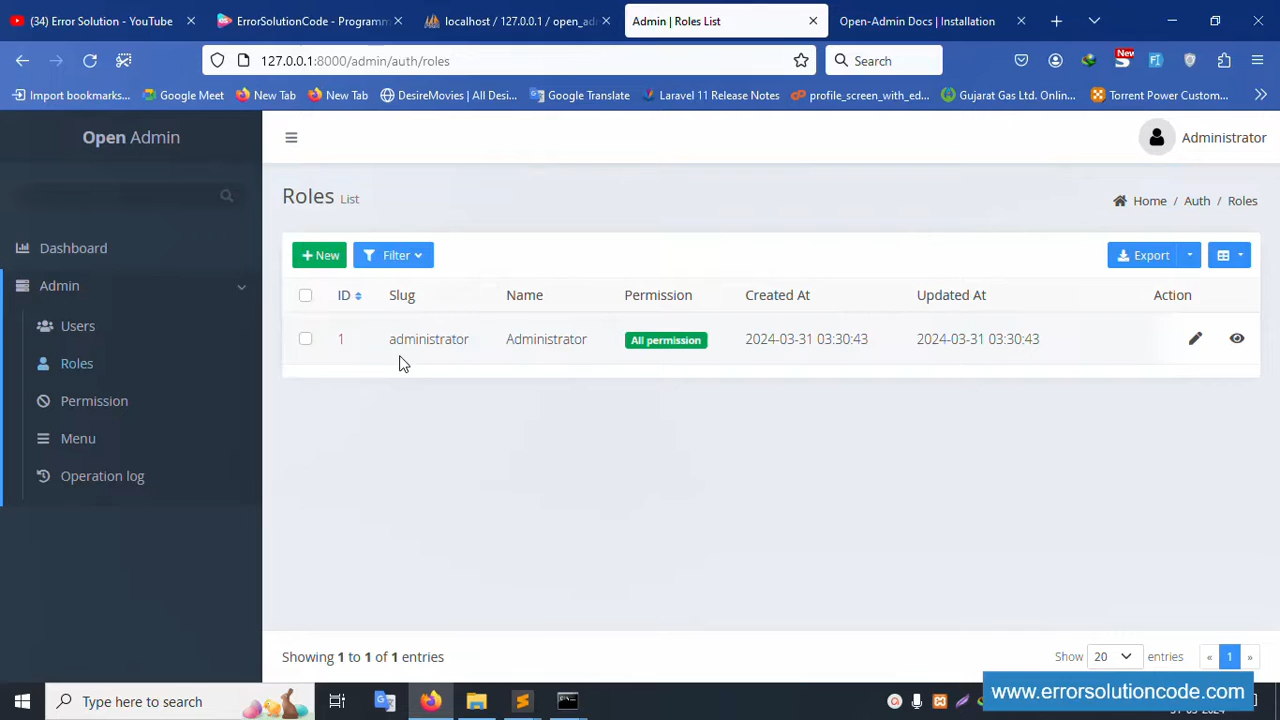 (34) Error Solution - YouTube
ErrorSolutionCode - Programm
localhost / 127.0.0.1 / open_adm
Admin | Roles List
Open-Admin Docs | Installation
127.0.0.1:8000/admin/auth/roles
Search
New
Import bookmarks...
Google Meet
New Tab
New Tab
DesireMovies | All Desi...
Google Translate
Laravel 11 Release Notes
profile_screen_with_ed...
Gujarat Gas Ltd. Onlin...
Torrent Power Custom...
Open Admin
Administrator
Roles List
Home / Auth / Roles
Dashboard
Admin
Users
Roles
Permission
Menu
Operation log
+ New
Filter
Export
ID Slug Name Permission Created At Updated At Action
1 administrator Administrator All permission 2024-03-31 03:30:43 2024-03-31 03:30:43
Showing 1 to 1 of 1 entries
Show 20 entries « 1 »
Type here to search
www.errorsolutioncode.com